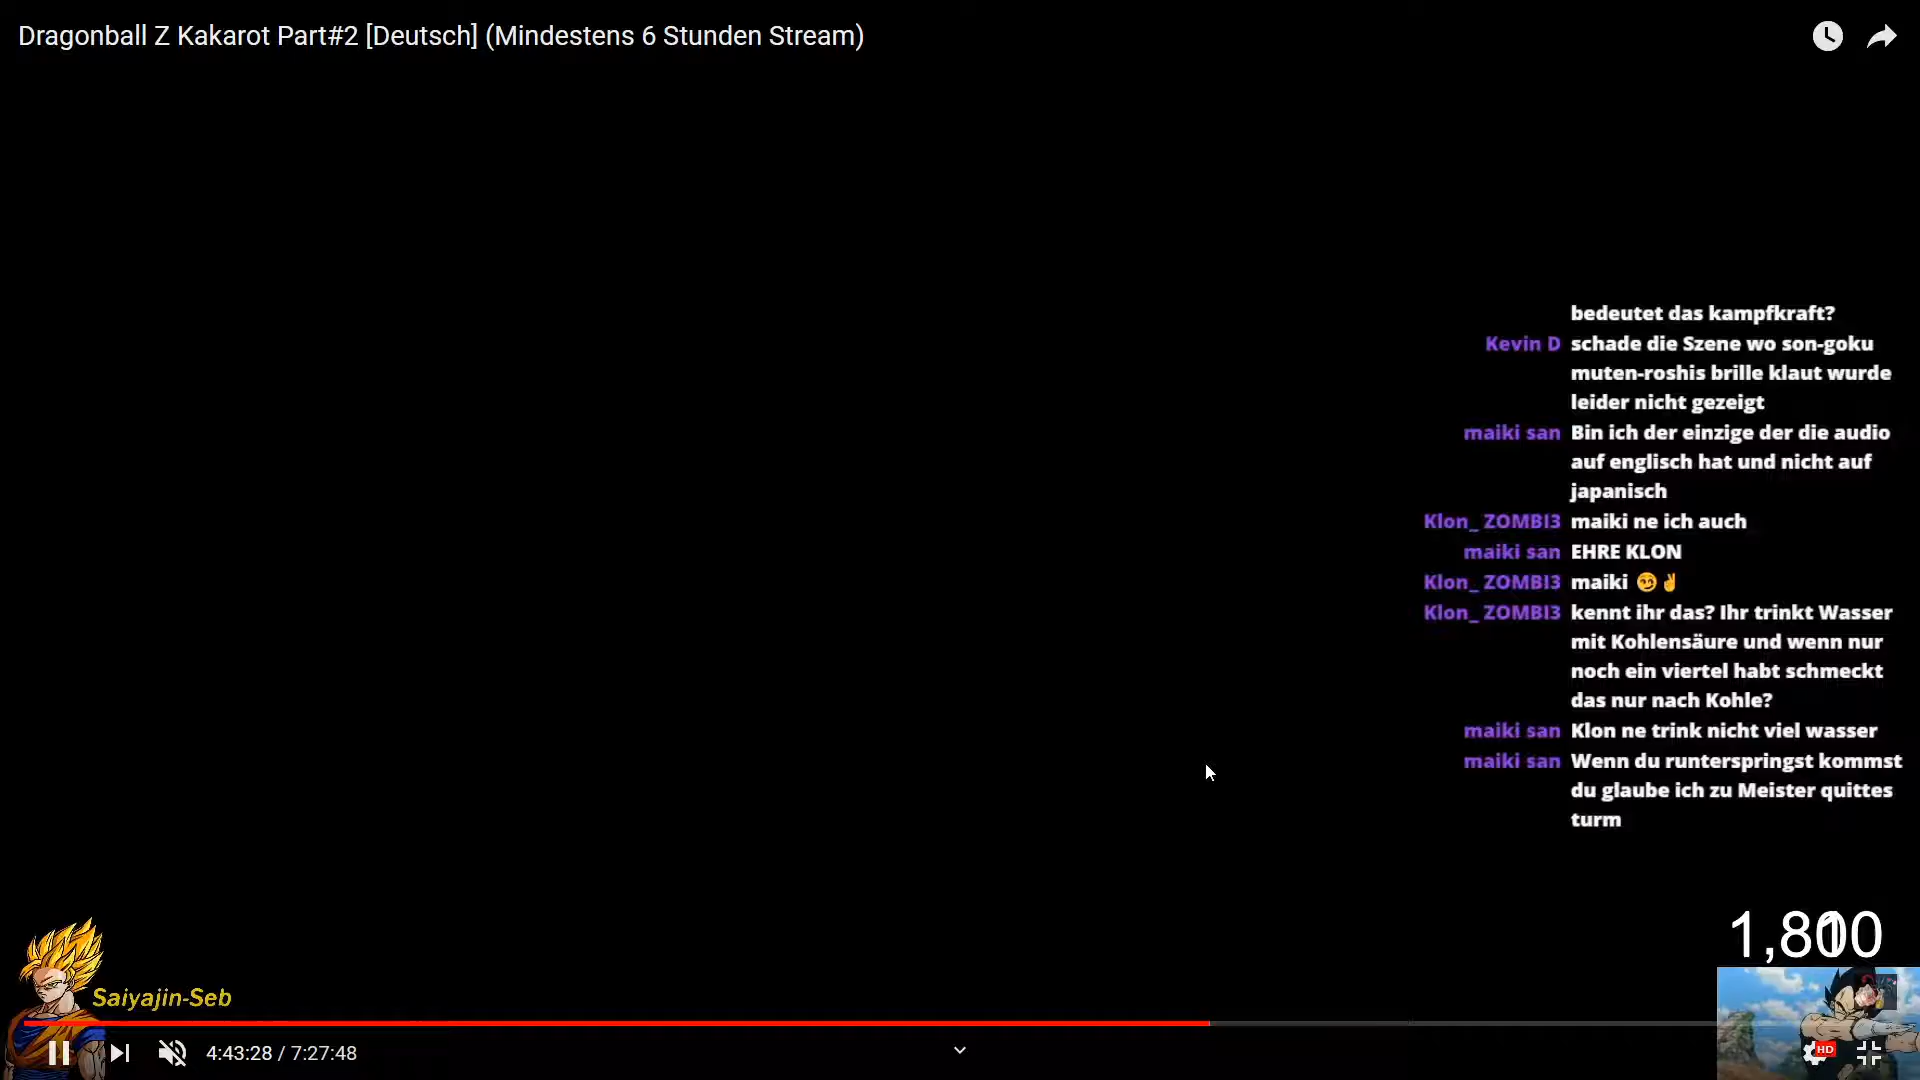 Dragonball Z Kakarot Part#2 [Deutsch] (Mindestens 6 Stunden Stream)
bedeutet das kampfkraft?
Kevin D schade die Szene wo son-goku
muten-roshis brille klaut wurde
leider nicht gezeigt
maiki san Bin ich der einzige der die audio
auf englisch hat und nicht auf
japanisch
Klon_ ZOMBI3 maiki ne ich auch
maiki san EHRE KLON
Klon_ ZOMBI3 maiki 😏✌
Klon_ ZOMBI3 kennt ihr das? Ihr trinkt Wasser
mit Kohlensäure und wenn nur
noch ein viertel habt schmeckt
das nur nach Kohle?
maiki san Klon ne trink nicht viel wasser
maiki san Wenn du runterspringst kommst
du glaube ich zu Meister quittes
turm
Saiyajin-Seb
4:43:28 / 7:27:48
HD